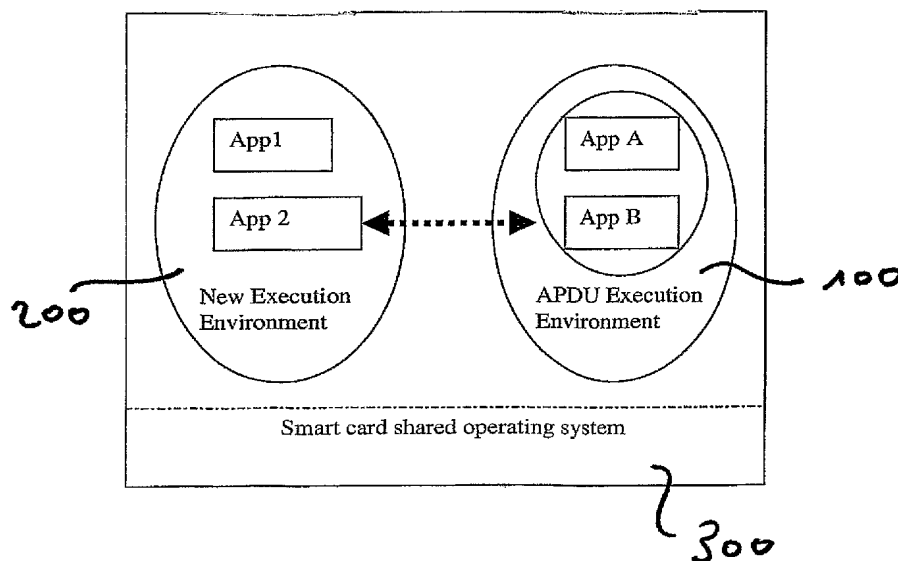 App1
App 2
New Execution
Environment
App A
App B
APDU Execution
Environment
200
100
Smart card shared operating system
300